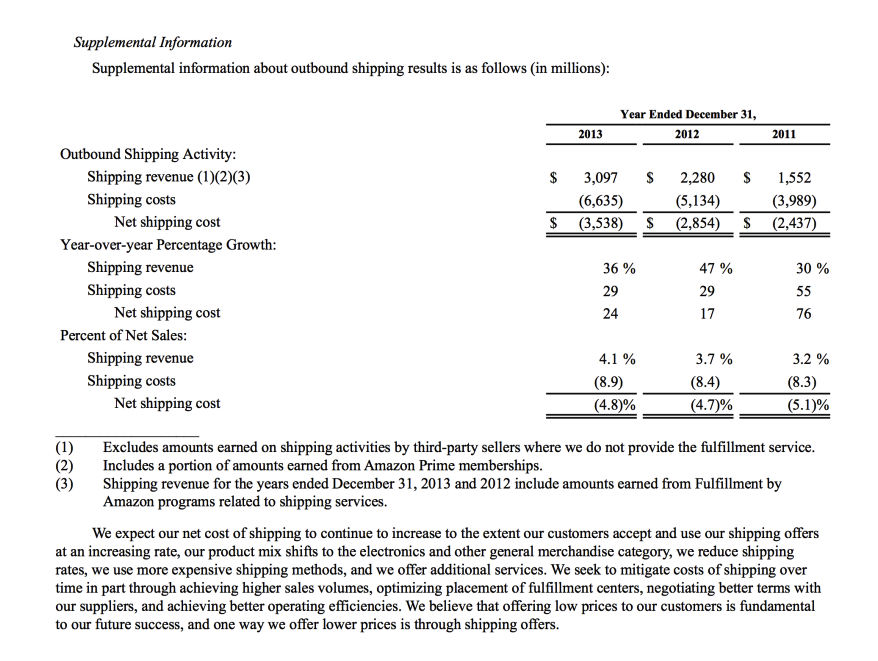 Supplemental Information
Supplemental information about outbound shipping results is as follows (in millions):
Year Ended December 31,
2013 2012 2011
Outbound Shipping Activity:
Shipping revenue (1)(2)(3) $ 3,097 $ 2,280 $ 1,552
Shipping costs (6,635) (5,134) (3,989)
Net shipping cost $ (3,538) $ (2,854) $ (2,437)
Year-over-year Percentage Growth:
Shipping revenue 36 % 47 % 30 %
Shipping costs 29 29 55
Net shipping cost 24 17 76
Percent of Net Sales:
Shipping revenue 4.1 % 3.7 % 3.2 %
Shipping costs (8.9) (8.4) (8.3)
Net shipping cost (4.8)% (4.7)% (5.1)%
(1) Excludes amounts earned on shipping activities by third-party sellers where we do not provide the fulfillment service.
(2) Includes a portion of amounts earned from Amazon Prime memberships.
(3) Shipping revenue for the years ended December 31, 2013 and 2012 include amounts earned from Fulfillment by
Amazon programs related to shipping services.
We expect our net cost of shipping to continue to increase to the extent our customers accept and use our shipping offers
at an increasing rate, our product mix shifts to the electronics and other general merchandise category, we reduce shipping
rates, we use more expensive shipping methods, and we offer additional services. We seek to mitigate costs of shipping over
time in part through achieving higher sales volumes, optimizing placement of fulfillment centers, negotiating better terms with
our suppliers, and achieving better operating efficiencies. We believe that offering low prices to our customers is fundamental
to our future success, and one way we offer lower prices is through shipping offers.